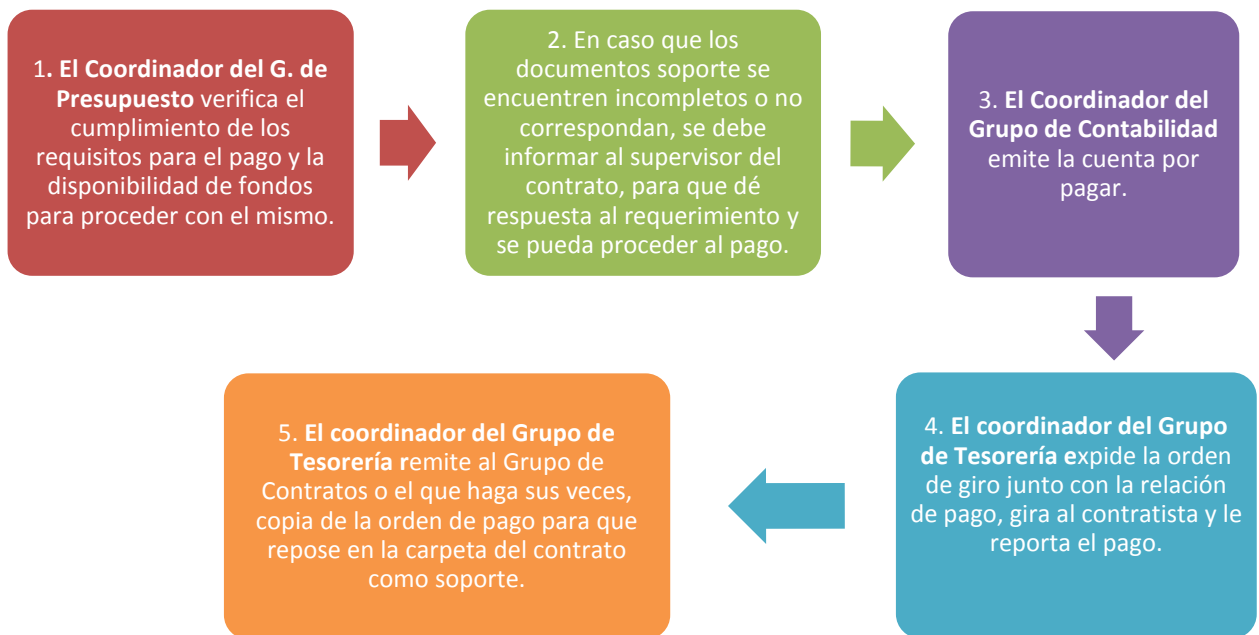 1. El Coordinador del G. de
Presupuesto verifica el
cumplimiento de los
requisitos para el pago y la
disponibilidad de fondos
para proceder con el mismo.
2. En caso que los
documentos soporte se
encuentren incompletos o no
correspondan, se debe
informar al supervisor del
contrato, para que dé
respuesta al requerimiento y
se pueda proceder al pago.
3. El Coordinador del
Grupo de Contabilidad
emite la cuenta por
pagar.
4. El coordinador del Grupo
de Tesorería expide la orden
de giro junto con la relación
de pago, gira al contratista y le
reporta el pago.
5. El coordinador del Grupo de
Tesorería remite al Grupo de
Contratos o el que haga sus veces,
copia de la orden de pago para que
repose en la carpeta del contrato
como soporte.